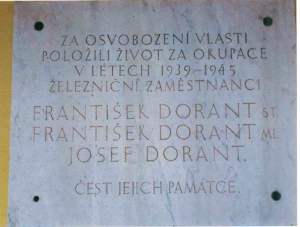 ZA OSVOBOZENÍ VLASTI
POLOŽILI ŽIVOT ZA OKUPACE
V LETECH 1939-1945
ŽELEZNIČNÍ ZAMĚSTNANCI
FRANTIŠEK DORANT ST.
FRANTIŠEK DORANT ML.
JOSEF DORANT.
ČEST JEJICH PAMÁTCE.